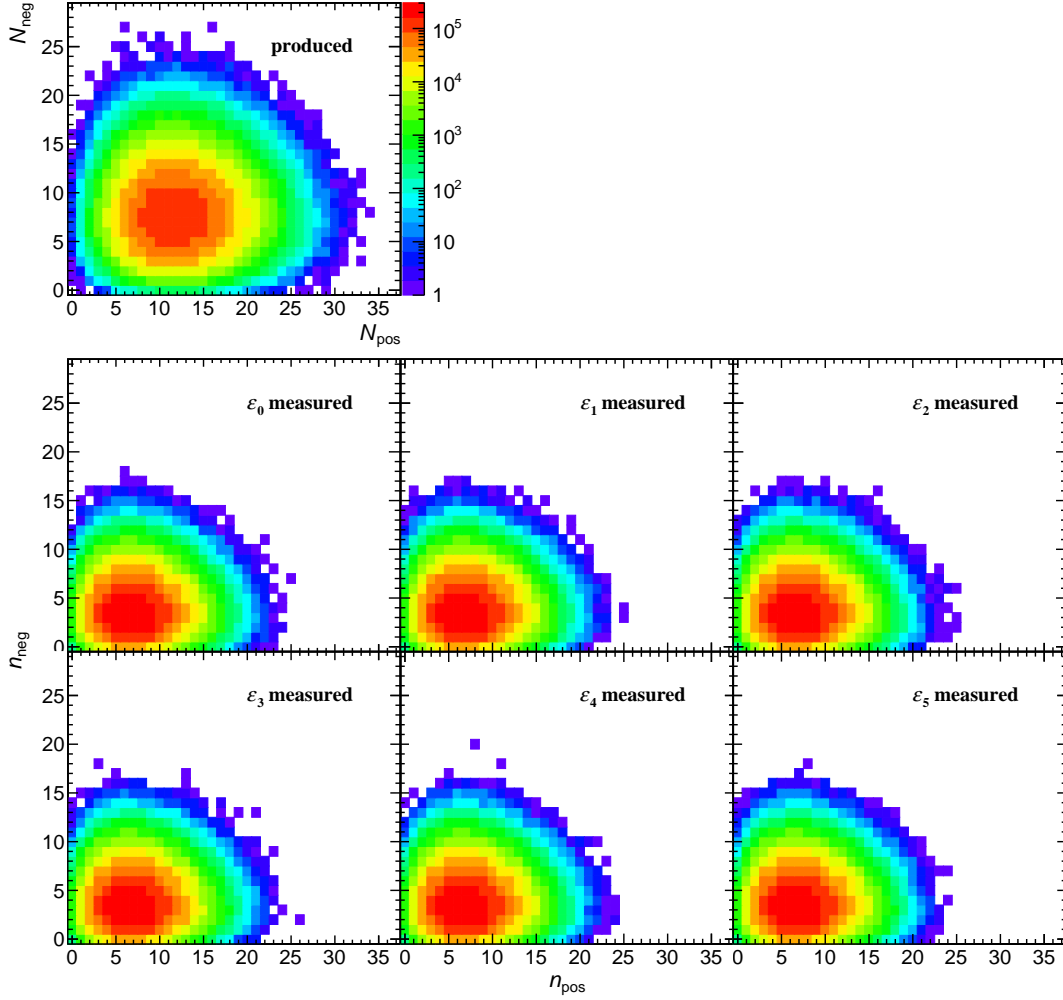 N_neg
produced
25
20
15
10
5
0
0 5 10 15 20 25 30 35
N_pos
10^5
10^4
10^3
10^2
10
1
ε_0 measured
ε_1 measured
ε_2 measured
25
20
15
10
5
0
n_neg
ε_3 measured
ε_4 measured
ε_5 measured
25
20
15
10
5
0
0 5 10 15 20 25 30 35
0 5 10 15 20 25 30 35
0 5 10 15 20 25 30 35
n_pos